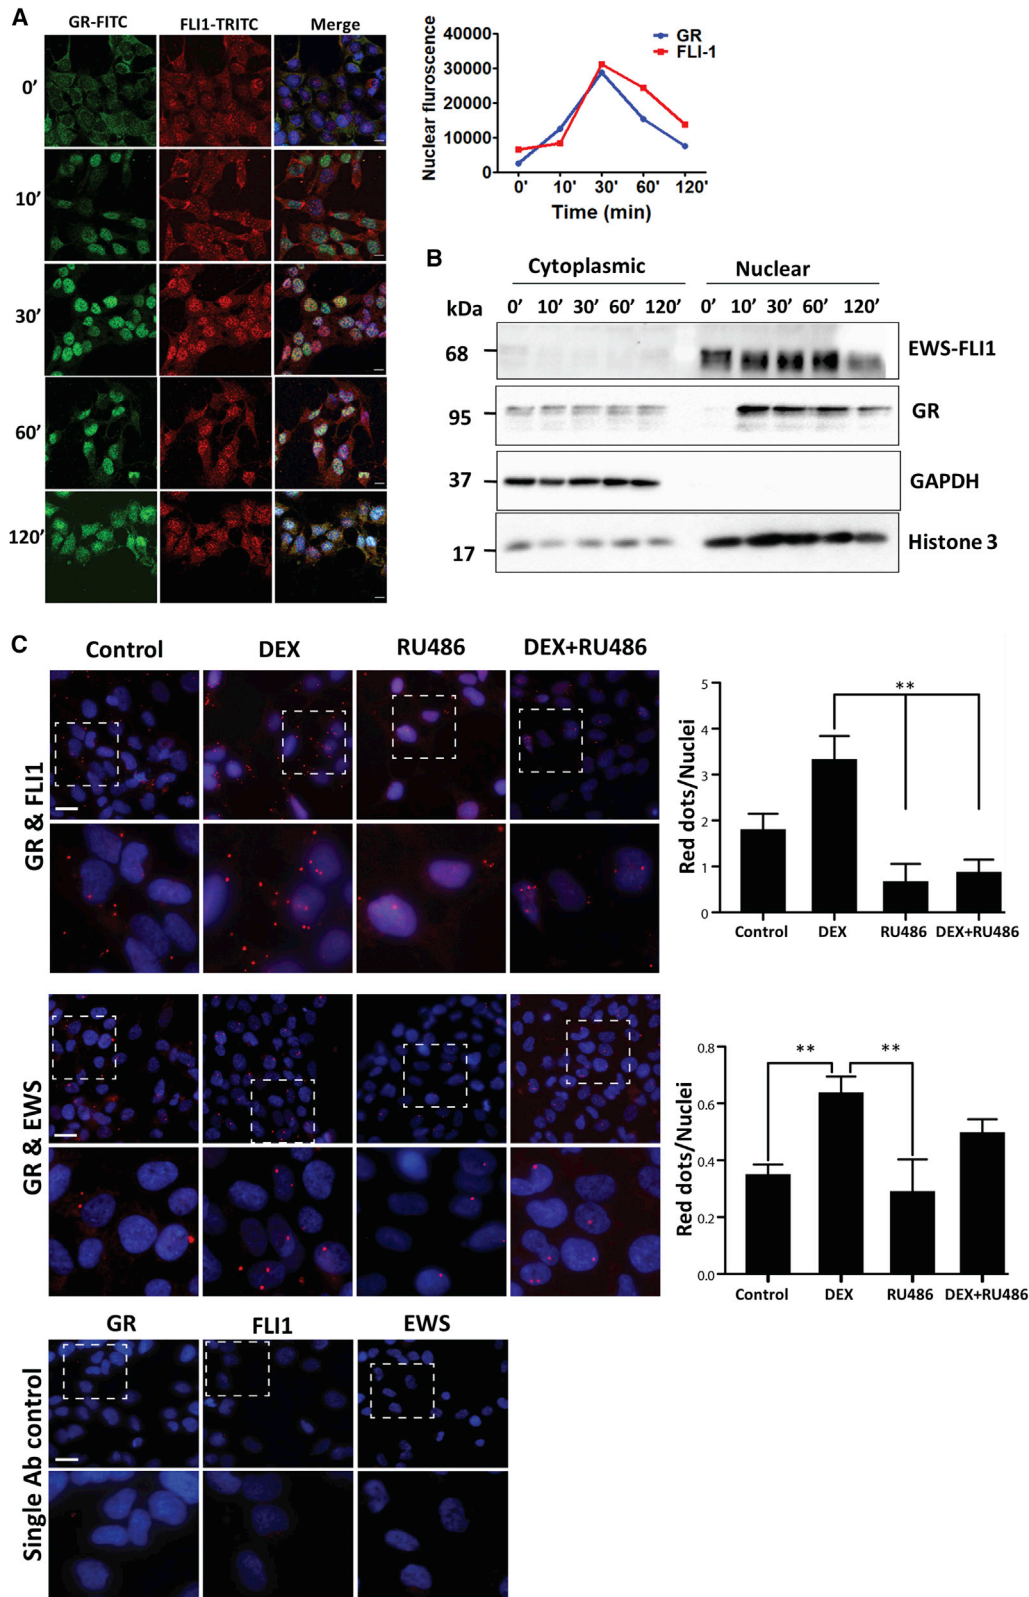 A
GR-FITC FLI1-TRITC Merge
0'
10'
30'
60'
120'
Nuclear fluroscence
40000
30000
20000
10000
0
GR
FLI-1
0' 10' 30' 60' 120'
Time (min)
B
Cytoplasmic Nuclear
kDa 0' 10' 30' 60' 120' 0' 10' 30' 60' 120'
68 EWS-FLI1
95 GR
37 GAPDH
17 Histone 3
C
Control DEX RU486 DEX+RU486
GR & FLI1
Red dots/Nuclei
5
4
3
2
1
0
**
Control DEX RU486 DEX+RU486
GR & EWS
Red dots/Nuclei
0.8
0.6
0.4
0.2
0.0
** **
Control DEX RU486 DEX+RU486
GR FLI1 EWS
Single Ab control